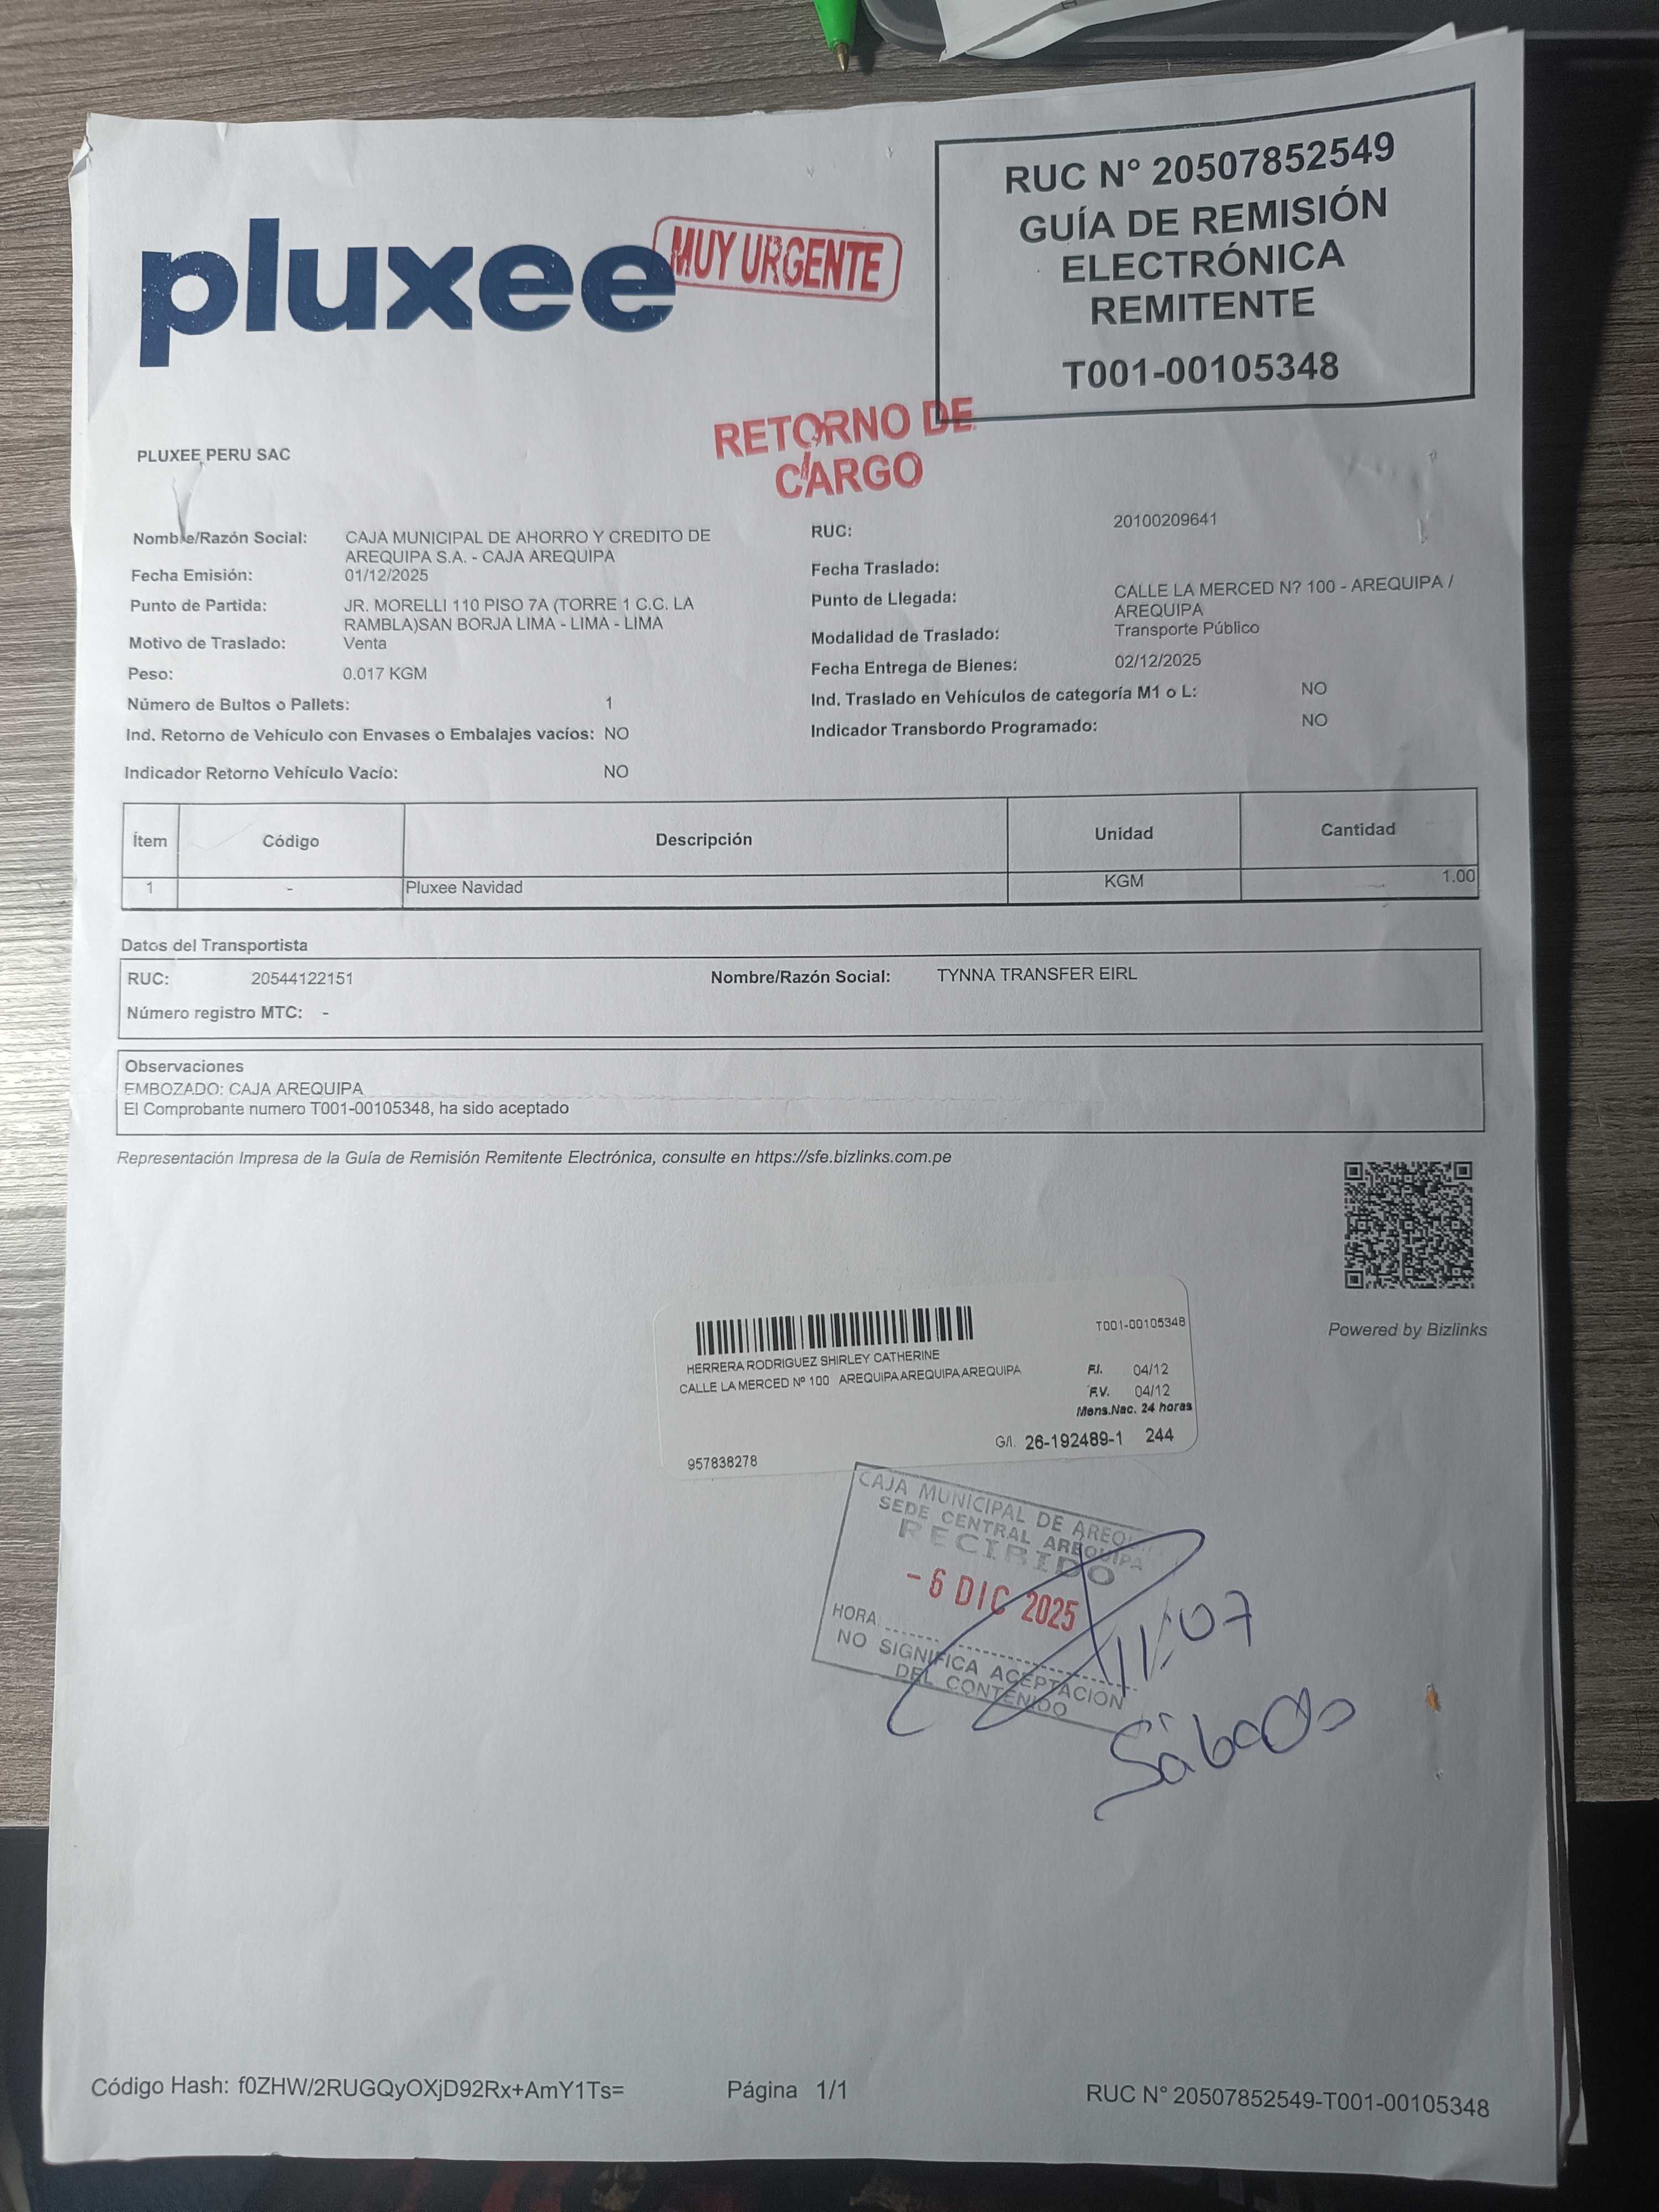 RUC N° 20507852549
GUÍA DE REMISIÓN
ELECTRÓNICA
REMITENTE
T001-00105348
pluxee
MUY URGENTE
RETORNO DE
CARGO
PLUXEE PERU SAC
Nombre/Razón Social: CAJA MUNICIPAL DE AHORRO Y CREDITO DE
AREQUIPA S.A. - CAJA AREQUIPA
RUC: 20100209641
Fecha Emisión: 01/12/2025
Fecha Traslado:
Punto de Partida: JR. MORELLI 110 PISO 7A (TORRE 1 C.C. LA
RAMBLA)SAN BORJA LIMA - LIMA - LIMA
Punto de Llegada: CALLE LA MERCED N? 100 - AREQUIPA /
AREQUIPA
Motivo de Traslado: Venta
Modalidad de Traslado: Transporte Público
Peso: 0.017 KGM
Fecha Entrega de Bienes: 02/12/2025
Número de Bultos o Pallets: 1
Ind. Traslado en Vehículos de categoría M1 o L: NO
Ind. Retorno de Vehículo con Envases o Embalajes vacíos: NO
Indicador Transbordo Programado: NO
Indicador Retorno Vehículo Vacío: NO
Ítem Código Descripción Unidad Cantidad
1 - Pluxee Navidad KGM 1.00
Datos del Transportista
RUC: 20544122151 Nombre/Razón Social: TYNNA TRANSFER EIRL
Número registro MTC: -
Observaciones
EMBOZADO: CAJA AREQUIPA
El Comprobante numero T001-00105348, ha sido aceptado
Representación Impresa de la Guía de Remisión Remitente Electrónica, consulte en https://sfe.bizlinks.com.pe
Powered by Bizlinks
T001-00105348
HERRERA RODRIGUEZ SHIRLEY CATHERINE
CALLE LA MERCED Nº 100 AREQUIPAAREQUIPAAREQUIPA
F.I. 04/12
F.V. 04/12
Mens.Nac. 24 horas
G/I. 26-192489-1 244
957838278
CAJA MUNICIPAL DE
SEDE CENTRAL AREQUIPA
RECIBIDO
- 6 DIC 2025
HORA
NO SIGNIFICA ACEPTACION
DEL CONTENIDO
11:07
Sábado
Código Hash: f0ZHW/2RUGQyOXjD92Rx+AmY1Ts= Página 1/1 RUC N° 20507852549-T001-00105348